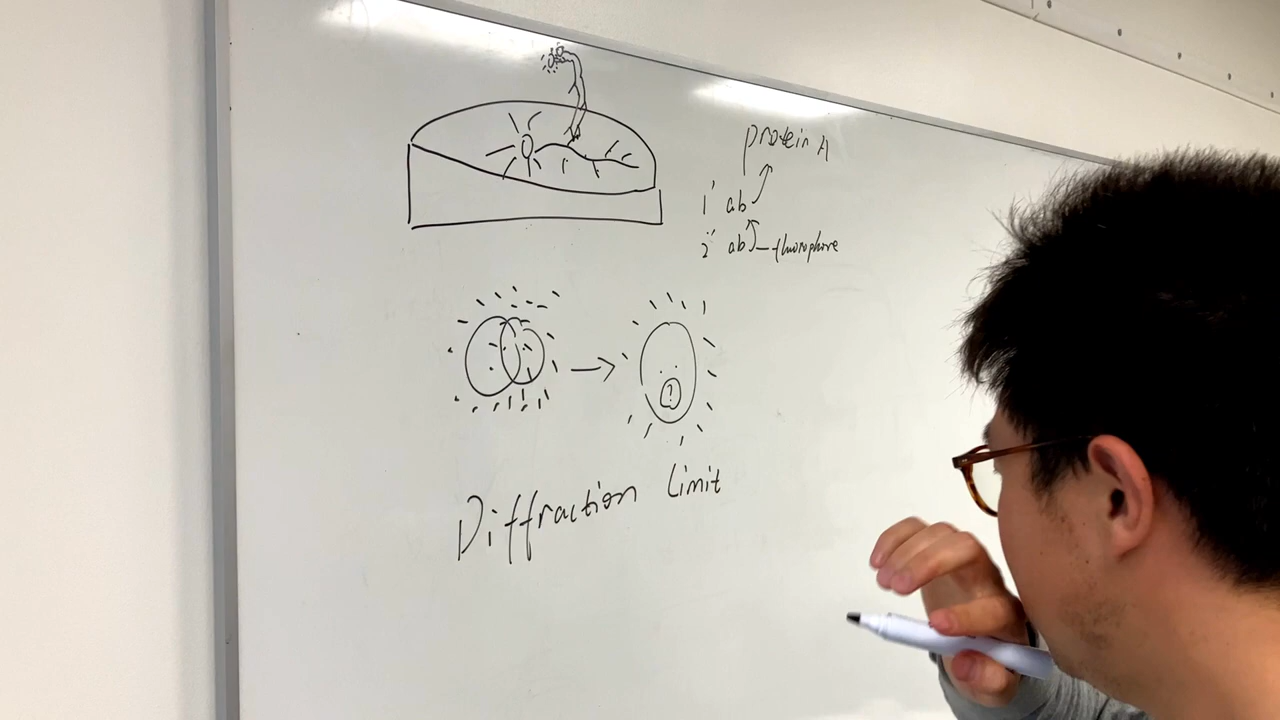 protein A
1° ab
2° ab — fluorophore
?
Diffraction Limit